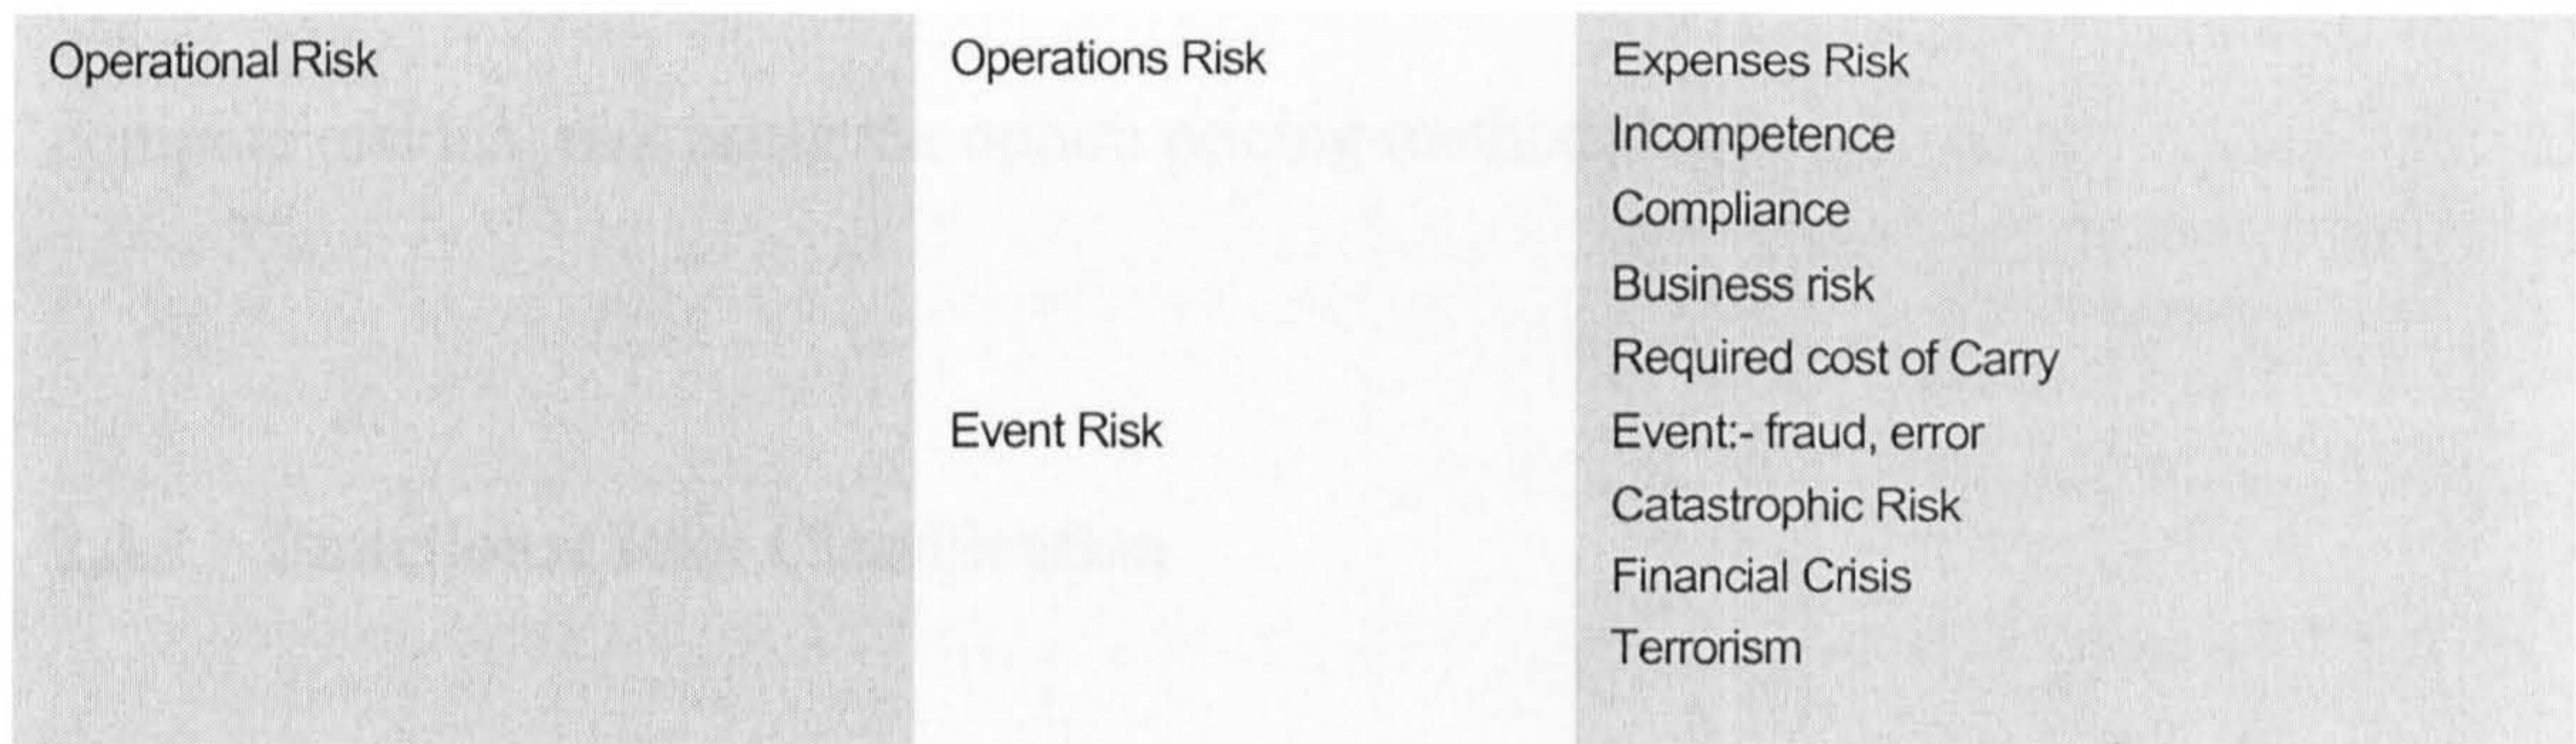 Operational Risk Operations Risk Expenses Risk
Incompetence
Compliance
Business risk
Required cost of Carry
Event Risk Event:- fraud, error
Catastrophic Risk
Financial Crisis
Terrorism